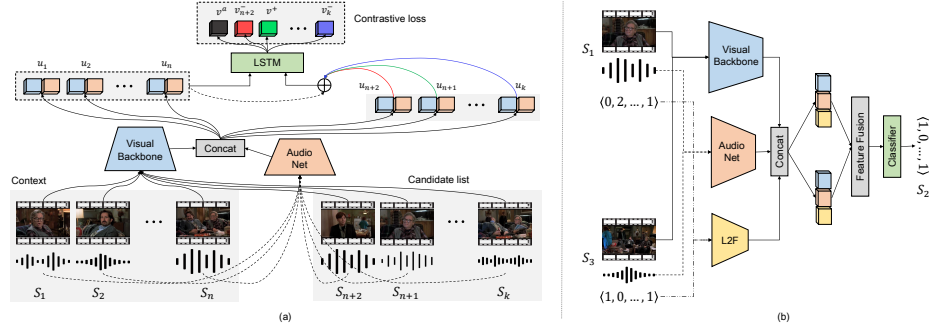 Contrastive loss
v^a v^-_{n+2} v^+ v^-_k
LSTM
u_1 u_2 u_n
u_{n+2} u_{n+1} u_k
Visual
Backbone
Concat
Audio
Net
Context
Candidate list
S_1 S_2 S_n S_{n+2} S_{n+1} S_k
(a)
S_1
⟨0, 2, ..., 1⟩
S_3
⟨1, 0, ..., 1⟩
Visual
Backbone
Audio
Net
L2F
Concat
Feature Fusion
Classifier
⟨1, 0, ..., 1⟩
S_2
(b)